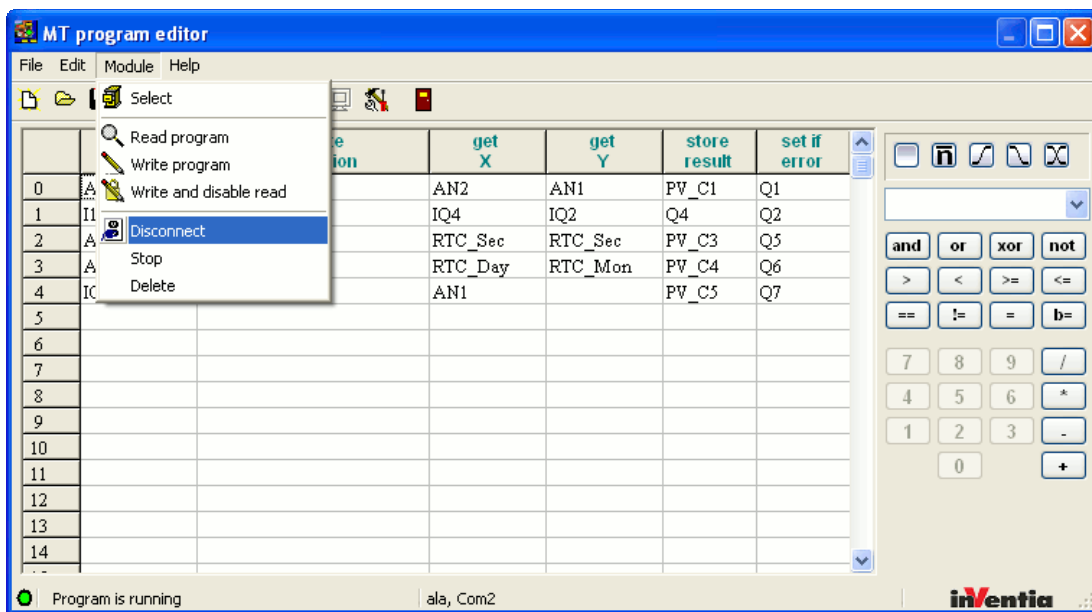 MT program editor
File Edit Module Help
Select
Read program
Write program
Write and disable read
Disconnect
Stop
Delete
get X get Y store result set if error
0 AN2 AN1 PV_C1 Q1
1 I1 IQ4 IQ2 Q4 Q2
2 RTC_Sec RTC_Sec PV_C3 Q5
3 RTC_Day RTC_Mon PV_C4 Q6
4 AN1 PV_C5 Q7
5
6
7
8
9
10
11
12
13
14
n
and or xor not
> < >= <=
== != = b=
7 8 9 /
4 5 6 *
1 2 3 -
0 +
Program is running ala, Com2 inVentia